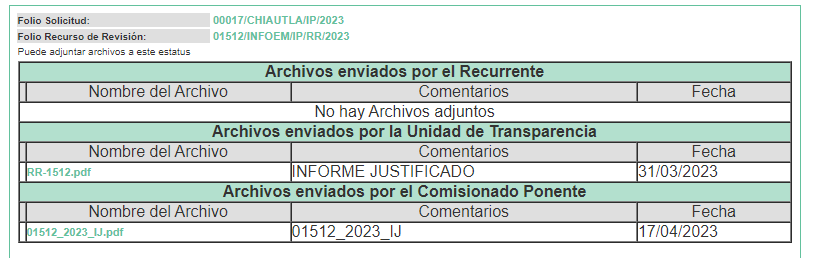 Folio Solicitud: 00017/CHIAUTLA/IP/2023
Folio Recurso de Revisión: 01512/INFOEM/IP/RR/2023
Puede adjuntar archivos a este estatus
Archivos enviados por el Recurrente
Nombre del Archivo Comentarios Fecha
No hay Archivos adjuntos
Archivos enviados por la Unidad de Transparencia
Nombre del Archivo Comentarios Fecha
RR-1512.pdf INFORME JUSTIFICADO 31/03/2023
Archivos enviados por el Comisionado Ponente
Nombre del Archivo Comentarios Fecha
01512_2023_IJ.pdf 01512_2023_IJ 17/04/2023